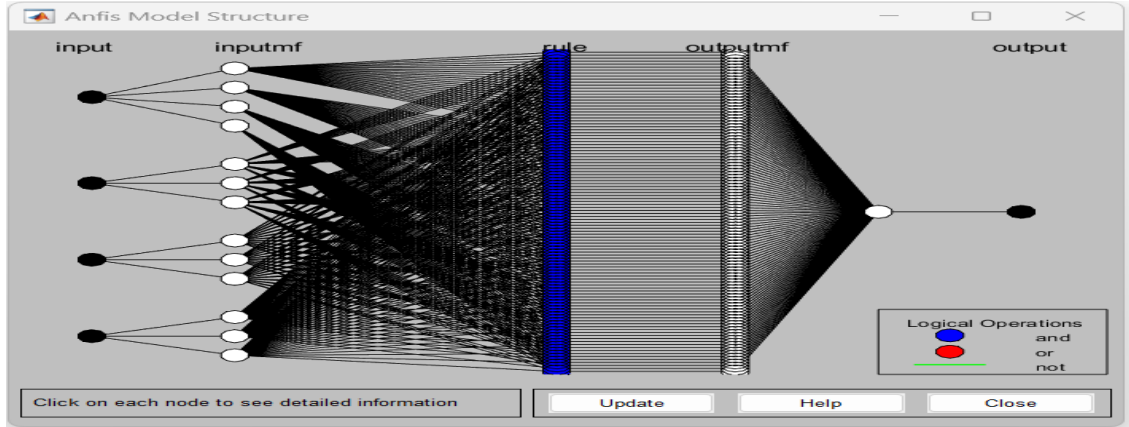 Anfis Model Structure
input inputmf rule outputmf output
Logical Operations
and
or
not
Click on each node to see detailed information
Update Help Close